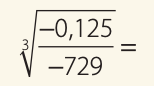 ∛(−0,125 / −729) =